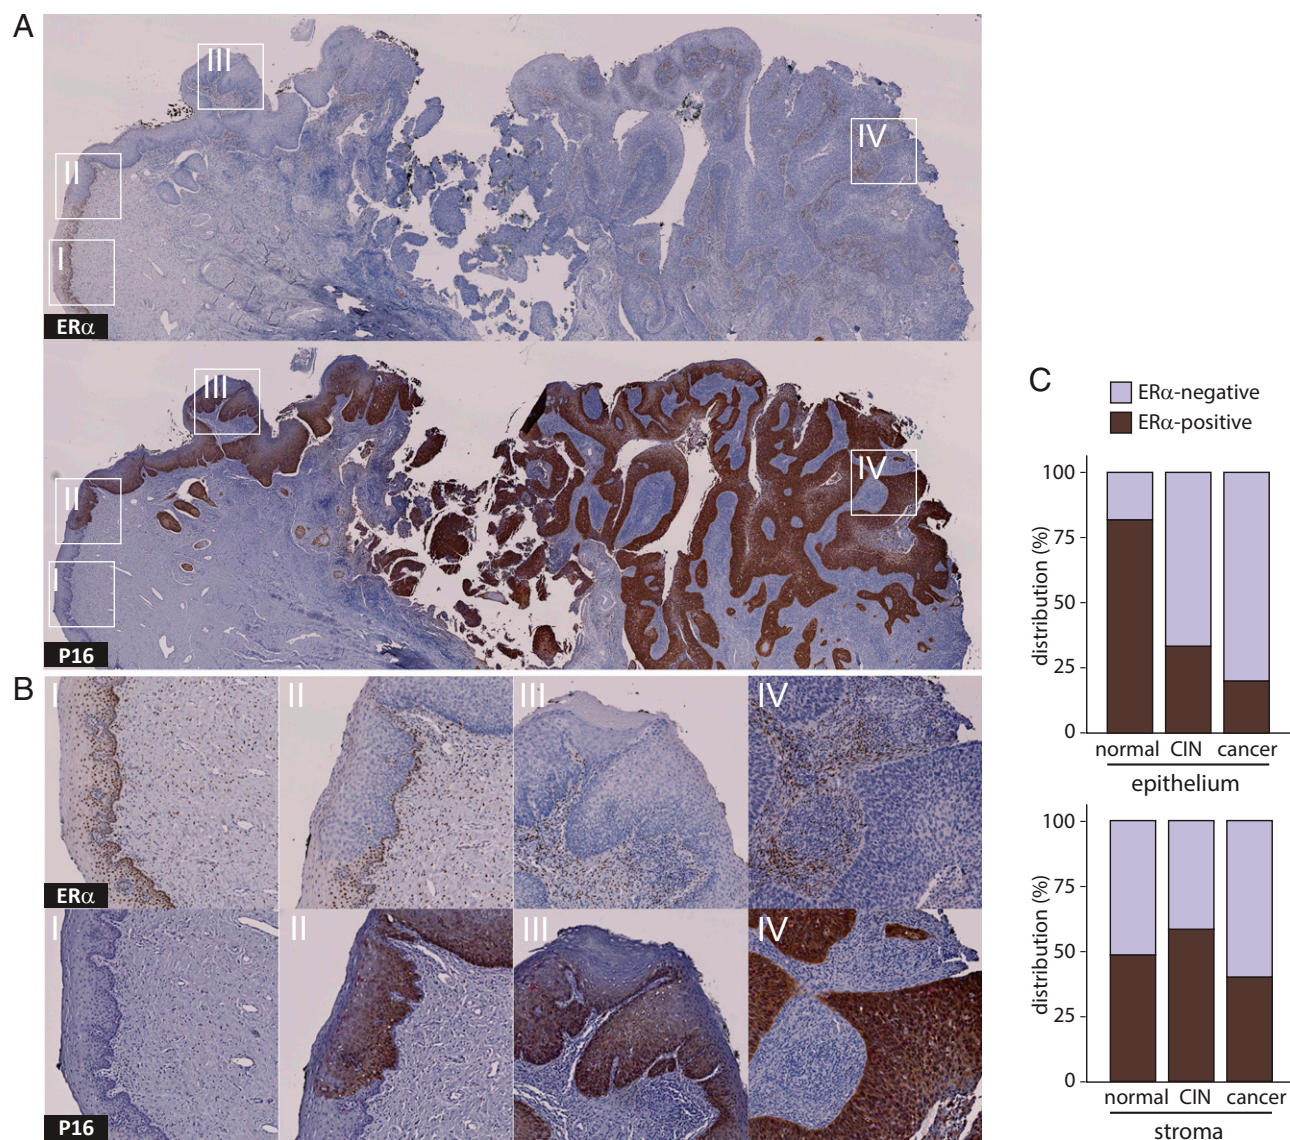 A
III
II
IV
I
ERα
III
II
IV
I
P16
B
I
II
III
IV
ERα
I
II
III
IV
P16
C
ERα-negative
ERα-positive
100
75
50
25
0
distribution (%)
normal CIN cancer
epithelium
100
75
50
25
0
distribution (%)
normal CIN cancer
stroma